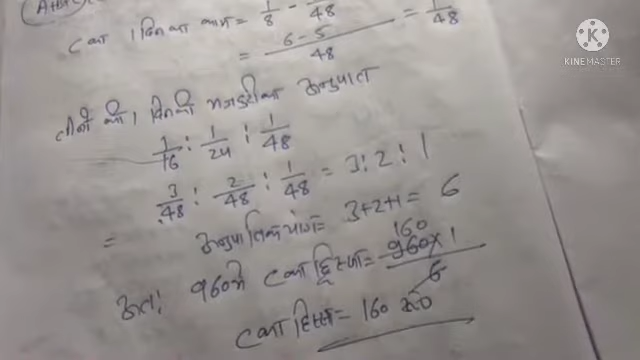 (A+B+C)
C का 1 दिन का काम = 1/8 - /48
= 6-5/48 = 1/48
तीनों की 1 दिन की मजदूरी का अनुपात
1/16 : 1/24 : 1/48
3/48 : 2/48 : 1/48 = 3:2:1
= अनुपातिक योग = 3+2+1 = 6
160
अतः 960 में C का हिस्सा = 960×1/6
C का हिस्सा = 160 रु0
KINEMASTER